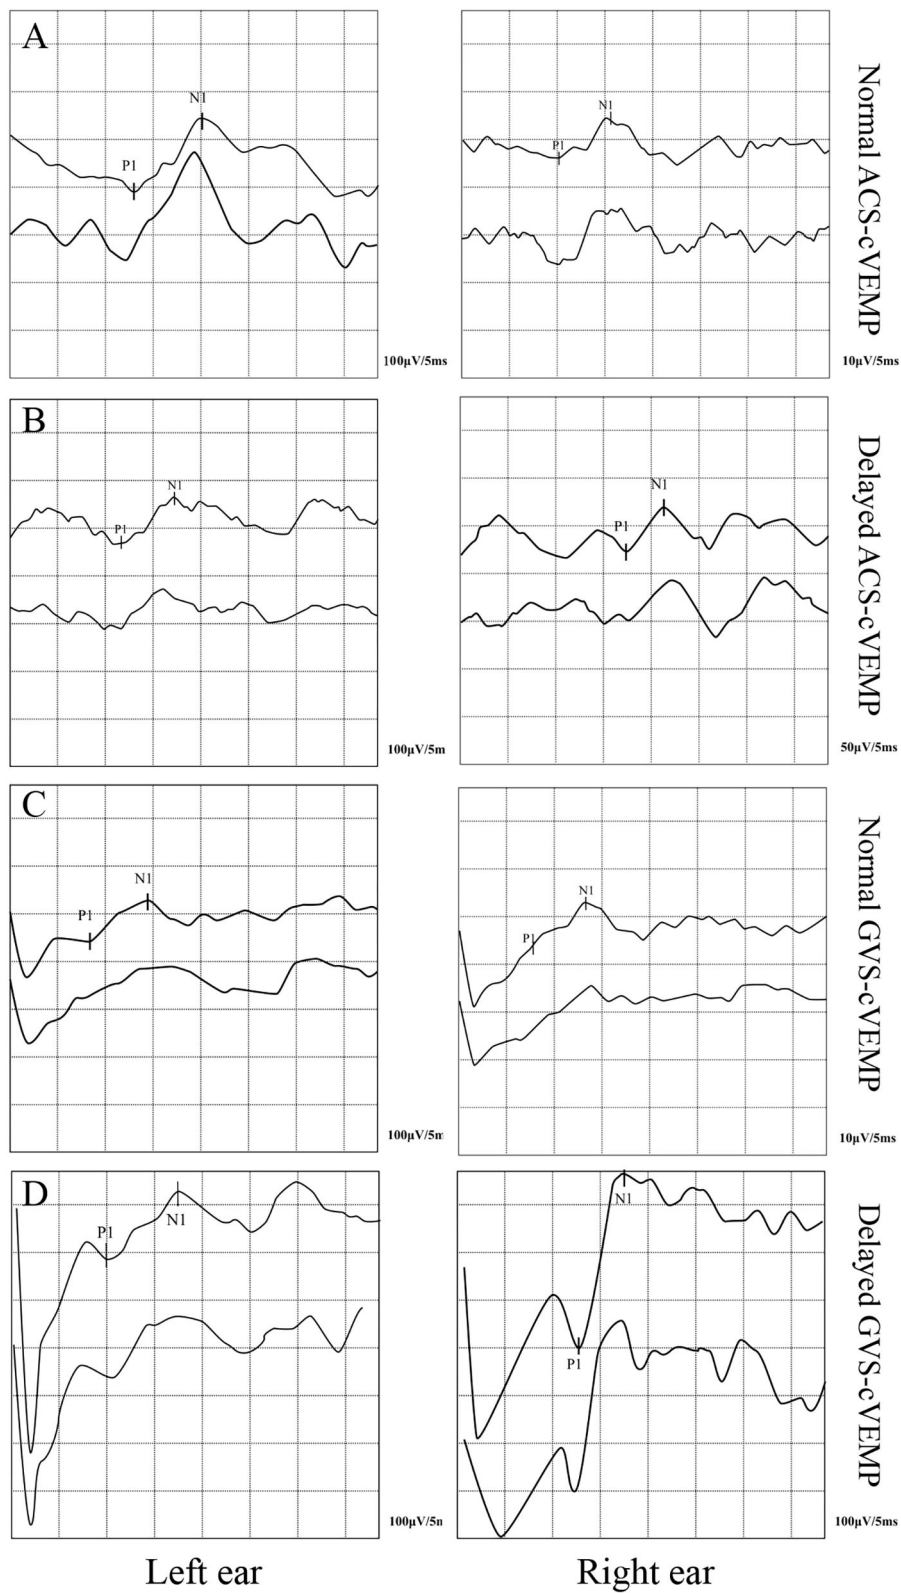 A
N1
P1
100μV/5ms
N1
P1
10μV/5ms
Normal ACS-cVEMP
B
N1
P1
100μV/5m
N1
P1
50μV/5ms
Delayed ACS-cVEMP
C
N1
P1
100μV/5m
N1
P1
10μV/5ms
Normal GVS-cVEMP
D
P1
N1
100μV/5n
N1
P1
100μV/5ms
Delayed GVS-cVEMP
Left ear
Right ear